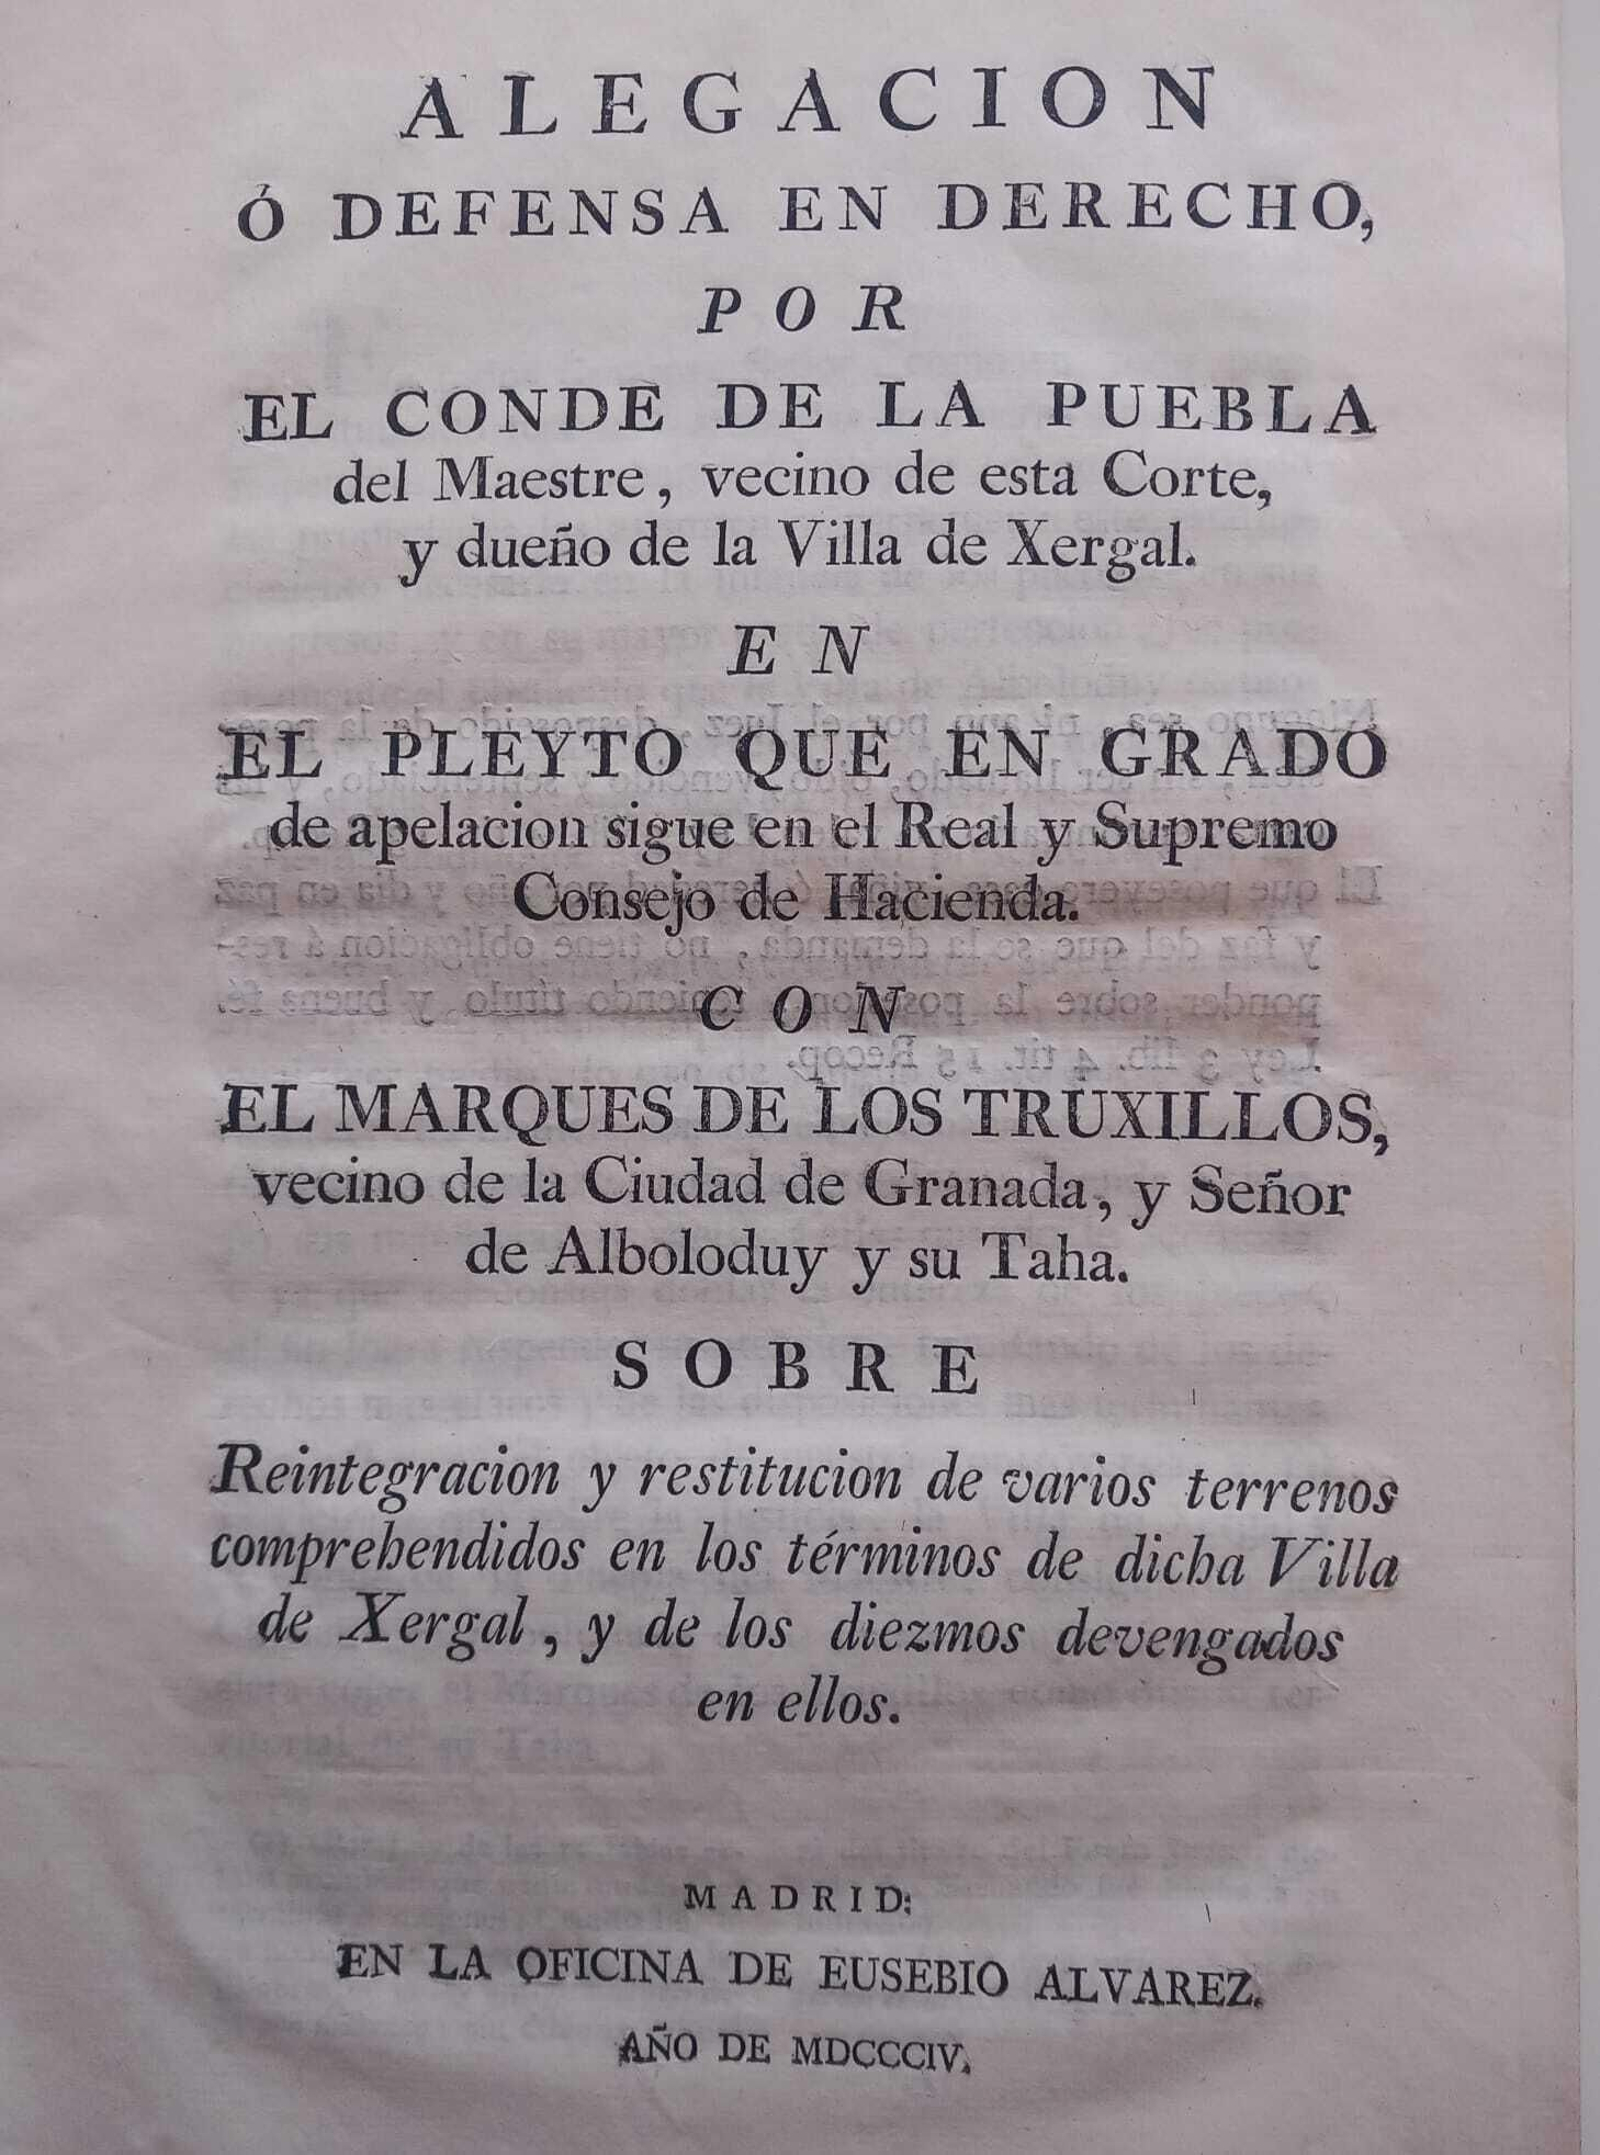 ALEGACION
Ó DEFENSA EN DERECHO,
POR
EL CONDE DE LA PUEBLA
del Maestre, vecino de esta Corte,
y dueño de la Villa de Xergal.
EN
EL PLEYTO QUE EN GRADO
de apelacion sigue en el Real y Supremo
Consejo de Hacienda.
CON
EL MARQUES DE LOS TRUXILLOS,
vecino de la Ciudad de Granada, y Señor
de Alboloduy y su Taha.
SOBRE
Reintegracion y restitucion de varios terrenos
comprehendidos en los términos de dicha Villa
de Xergal, y de los diezmos devengados
en ellos.
MADRID:
EN LA OFICINA DE EUSEBIO ALVAREZ.
AÑO DE MDCCCIV.